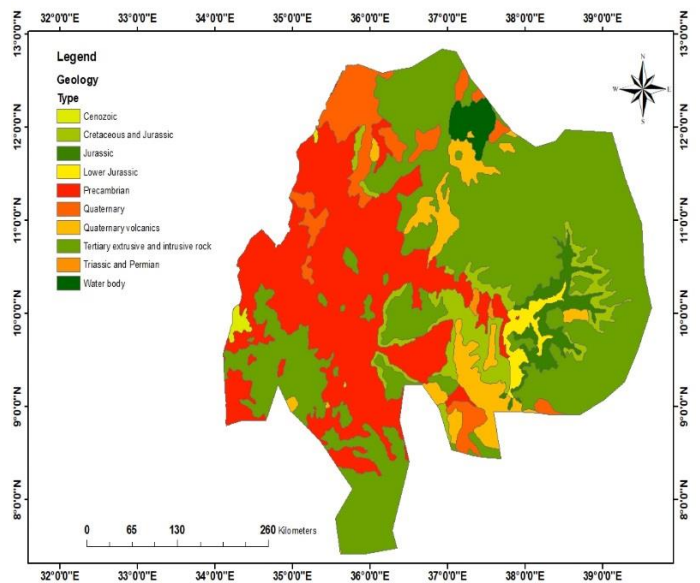 32°0'0"E 33°0'0"E 34°0'0"E 35°0'0"E 36°0'0"E 37°0'0"E 38°0'0"E 39°0'0"E
13°0'0"N 13°0'0"N
12°0'0"N 12°0'0"N
11°0'0"N 11°0'0"N
10°0'0"N 10°0'0"N
9°0'0"N 9°0'0"N
8°0'0"N 8°0'0"N
Legend
Geology
Type
Cenozoic
Cretaceous and Jurassic
Jurassic
Lower Jurassic
Precambrian
Quaternary
Quaternary volcanics
Tertiary extrusive and intrusive rock
Triassic and Permian
Water body
N
W E
S
0 65 130 260 Kilometers
32°0'0"E 33°0'0"E 34°0'0"E 35°0'0"E 36°0'0"E 37°0'0"E 38°0'0"E 39°0'0"E